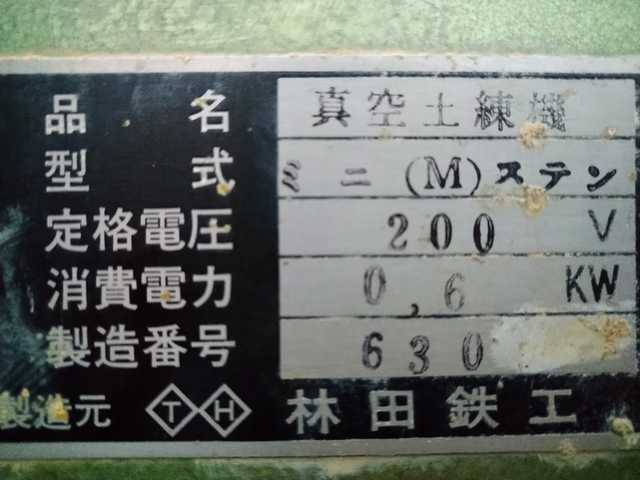 品名 真空土練機
型式 ミニ(M)ステン
定格電圧 200 V
消費電力 0,6 KW
製造番号 630
製造元 TH 林田鉄工